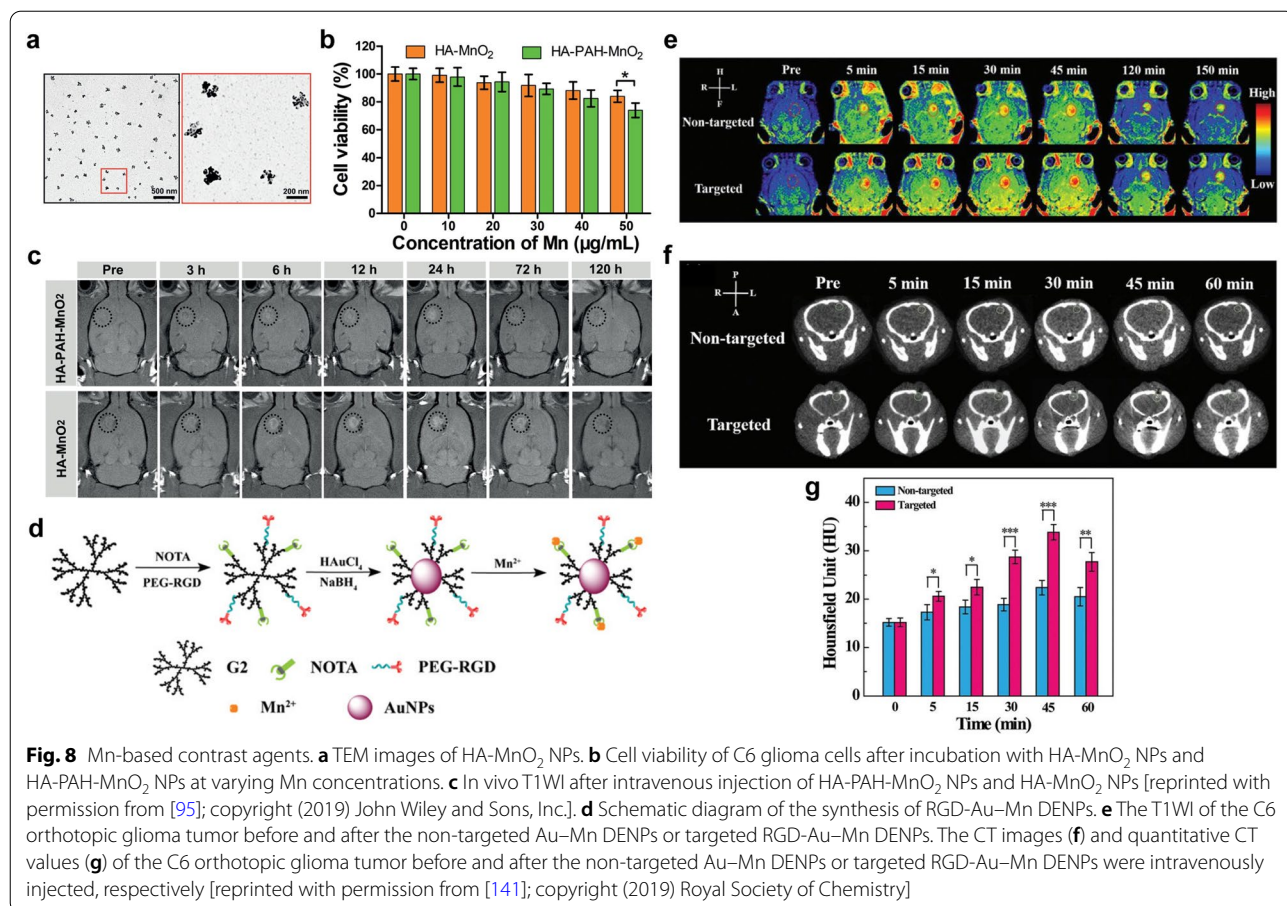 a
500 nm
200 nm
b
HA-MnO₂
HA-PAH-MnO₂
Cell viability (%)
120
100
80
60
40
20
0
*
0 10 20 30 40 50
Concentration of Mn (µg/mL)
c
Pre 3 h 6 h 12 h 24 h 72 h 120 h
HA-PAH-MnO₂
HA-MnO₂
d
NOTA
PEG-RGD
HAuCl₄
NaBH₄
Mn²⁺
G2 NOTA PEG-RGD
Mn²⁺ AuNPs
e
H
R L
F
Pre 5 min 15 min 30 min 45 min 120 min 150 min
Non-targeted
Targeted
High
Low
f
P
R L
A
Pre 5 min 15 min 30 min 45 min 60 min
Non-targeted
Targeted
g
Non-targeted
Targeted
Hounsfield Unit (HU)
40
30
20
10
0
* * *** *** **
0 5 15 30 45 60
Time (min)
Fig. 8 Mn-based contrast agents. a TEM images of HA-MnO₂ NPs. b Cell viability of C6 glioma cells after incubation with HA-MnO₂ NPs and
HA-PAH-MnO₂ NPs at varying Mn concentrations. c In vivo T1WI after intravenous injection of HA-PAH-MnO₂ NPs and HA-MnO₂ NPs [reprinted with
permission from [95]; copyright (2019) John Wiley and Sons, Inc.]. d Schematic diagram of the synthesis of RGD-Au–Mn DENPs. e The T1WI of the C6
orthotopic glioma tumor before and after the non-targeted Au–Mn DENPs or targeted RGD-Au–Mn DENPs. The CT images (f) and quantitative CT
values (g) of the C6 orthotopic glioma tumor before and after the non-targeted Au–Mn DENPs or targeted RGD-Au–Mn DENPs were intravenously
injected, respectively [reprinted with permission from [141]; copyright (2019) Royal Society of Chemistry]